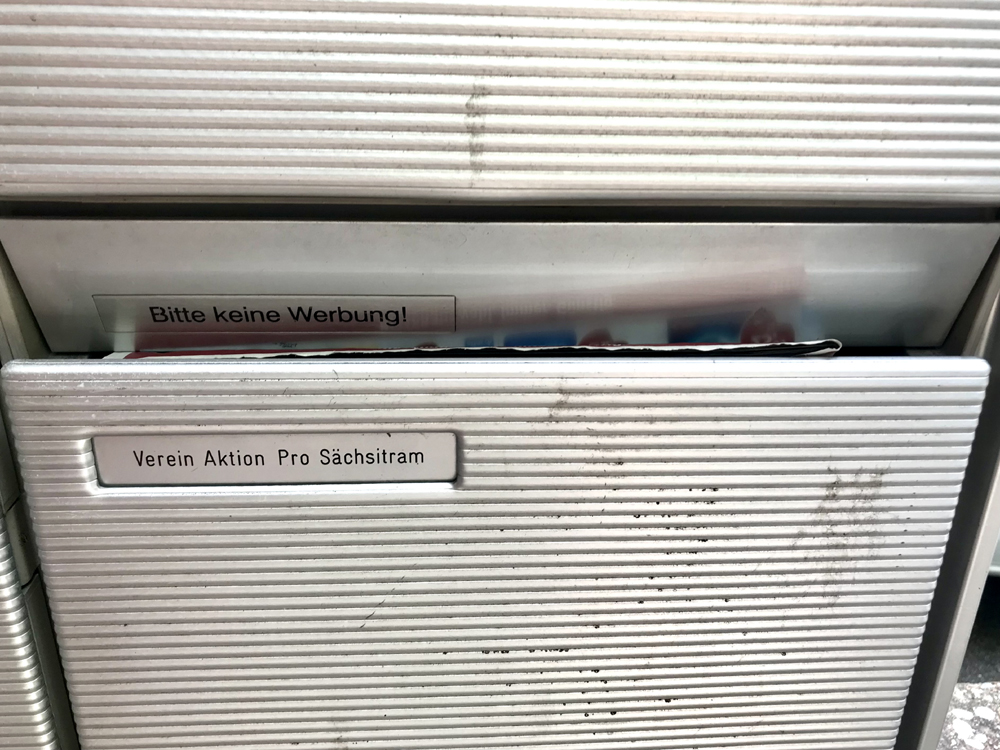 Bitte keine Werbung!
Verein Aktion Pro Sächsitram